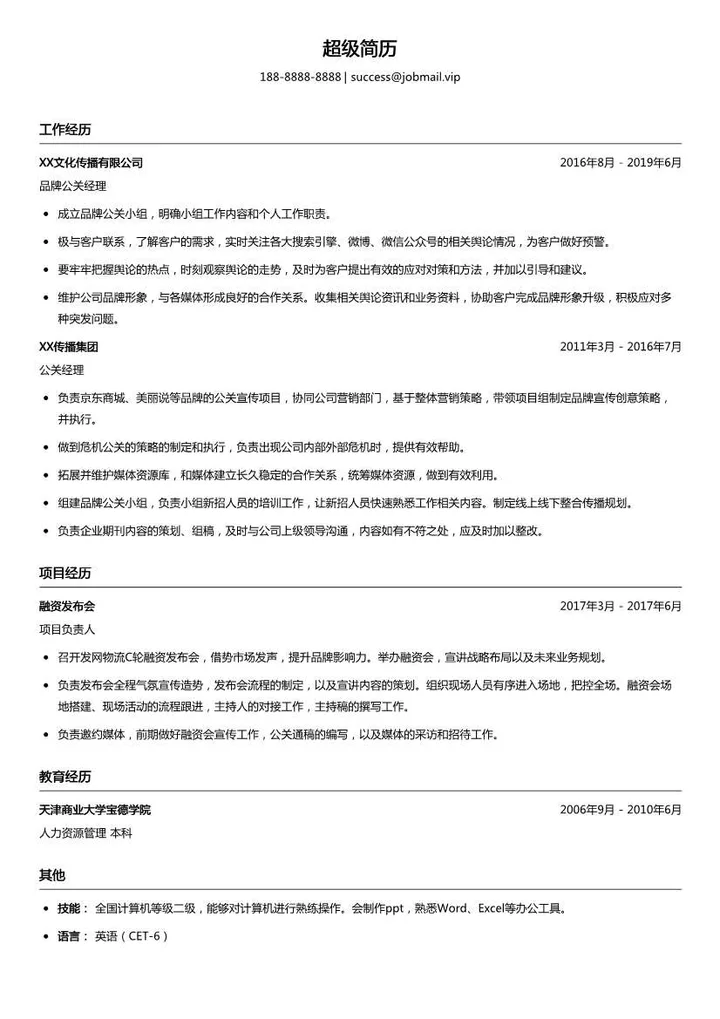 超级简历
188-8888-8888 | success@jobmail.vip
工作经历
XX文化传播有限公司 2016年8月 - 2019年6月
品牌公关经理
• 成立品牌公关小组，明确小组工作内容和个人工作职责。
• 极与客户联系，了解客户的需求，实时关注各大搜索引擎、微博、微信公众号的相关舆论情况，为客户做好预警。
• 要牢牢把握舆论的热点，时刻观察舆论的走势，及时为客户提出有效的应对对策和方法，并加以引导和建议。
• 维护公司品牌形象，与各媒体形成良好的合作关系。收集相关舆论资讯和业务资料，协助客户完成品牌形象升级，积极应对多
种突发问题。
XX传播集团 2011年3月 - 2016年7月
公关经理
• 负责京东商城、美丽说等品牌的公关宣传项目，协同公司营销部门，基于整体营销策略，带领项目组制定品牌宣传创意策略，
并执行。
• 做到危机公关的策略的制定和执行，负责出现公司内部外部危机时，提供有效帮助。
• 拓展并维护媒体资源库，和媒体建立长久稳定的合作关系，统筹媒体资源，做到有效利用。
• 组建品牌公关小组，负责小组新招人员的培训工作，让新招人员快速熟悉工作相关内容。制定线上线下整合传播规划。
• 负责企业期刊内容的策划、组稿，及时与公司上级领导沟通，内容如有不符之处，应及时加以整改。
项目经历
融资发布会 2017年3月 - 2017年6月
项目负责人
• 召开发网物流C轮融资发布会，借势市场发声，提升品牌影响力。举办融资会，宣讲战略布局以及未来业务规划。
• 负责发布会全程气氛宣传造势，发布会流程的制定，以及宣讲内容的策划。组织现场人员有序进入场地，把控全场。融资会场
地搭建、现场活动的流程跟进，主持人的对接工作，主持稿的撰写工作。
• 负责邀约媒体，前期做好融资会宣传工作，公关通稿的编写，以及媒体的采访和招待工作。
教育经历
天津商业大学宝德学院 2006年9月 - 2010年6月
人力资源管理 本科
其他
• 技能： 全国计算机等级二级，能够对计算机进行熟练操作。会制作ppt，熟悉Word、Excel等办公工具。
• 语言： 英语（CET-6）